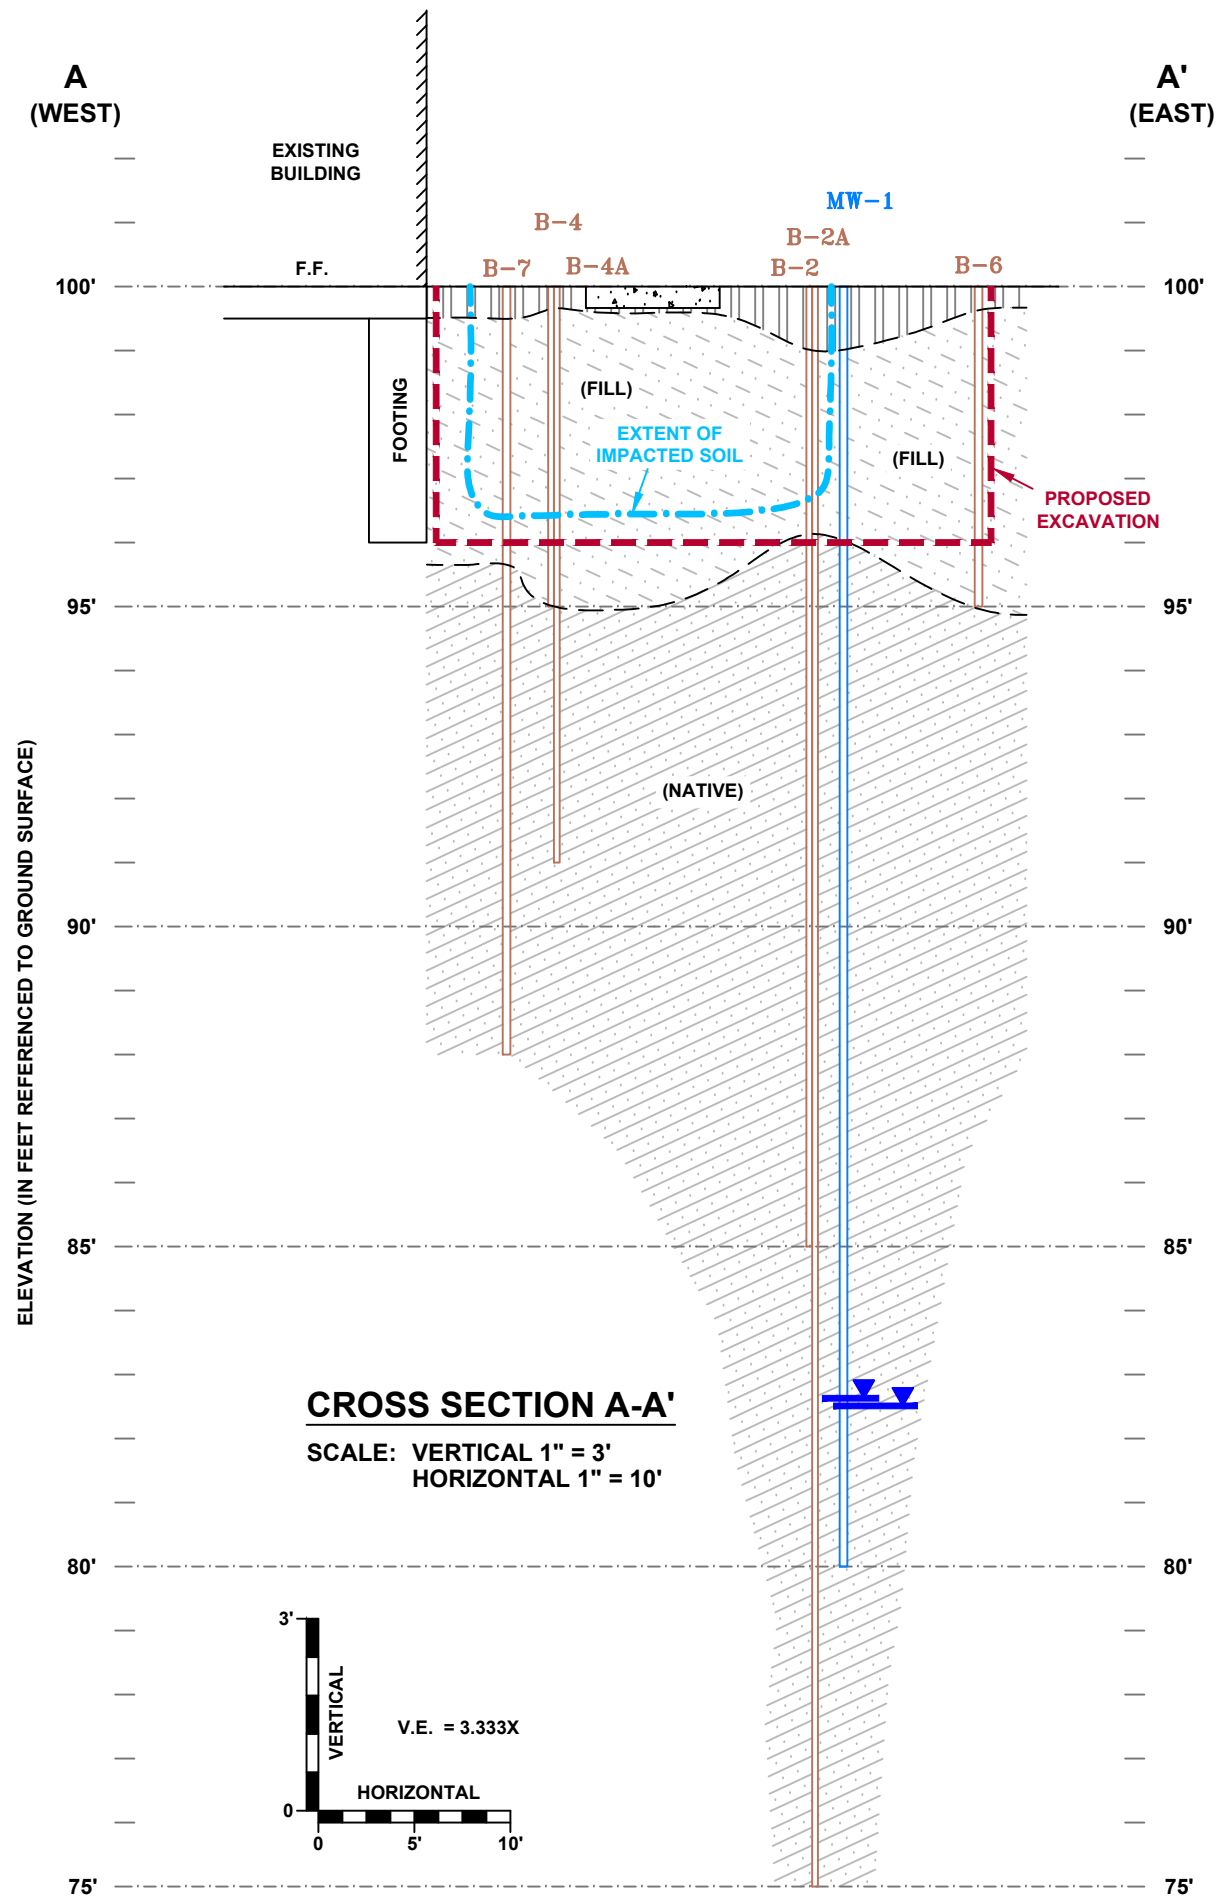 A
(WEST)
A'
(EAST)
EXISTING
BUILDING
MW-1
B-4
B-2A
F.F.
B-7
B-4A
B-2
B-6
100'
100'
FOOTING
(FILL)
EXTENT OF
IMPACTED SOIL
(FILL)
PROPOSED
EXCAVATION
95'
95'
(NATIVE)
ELEVATION (IN FEET REFERENCED TO GROUND SURFACE)
90'
90'
85'
85'
CROSS SECTION A-A'
SCALE: VERTICAL 1" = 3'
HORIZONTAL 1" = 10'
80'
80'
3'
VERTICAL
V.E. = 3.333X
HORIZONTAL
0
0 5' 10'
75'
75'